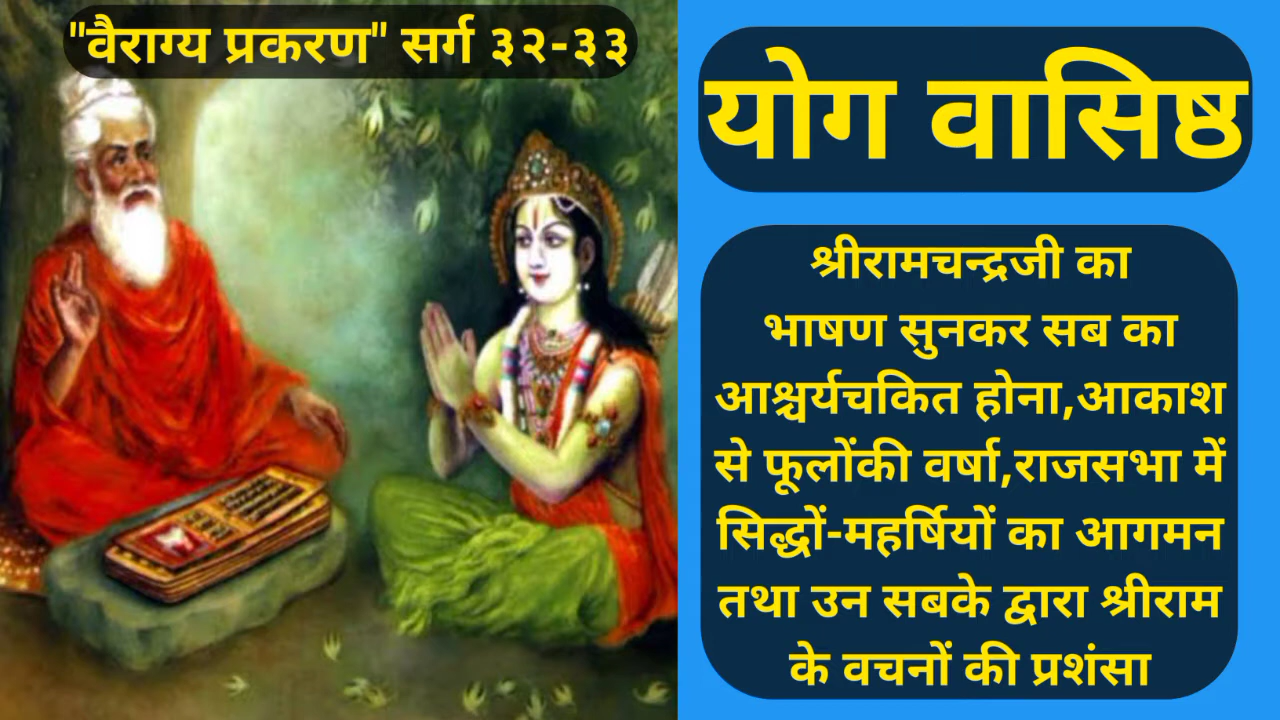 "वैराग्य प्रकरण" सर्ग ३२-३३
योग वासिष्ठ
श्रीरामचन्द्रजी का
भाषण सुनकर सब का
आश्चर्यचकित होना,आकाश
से फूलोंकी वर्षा,राजसभा में
सिद्धों-महर्षियों का आगमन
तथा उन सबके द्वारा श्रीराम
के वचनों की प्रशंसा